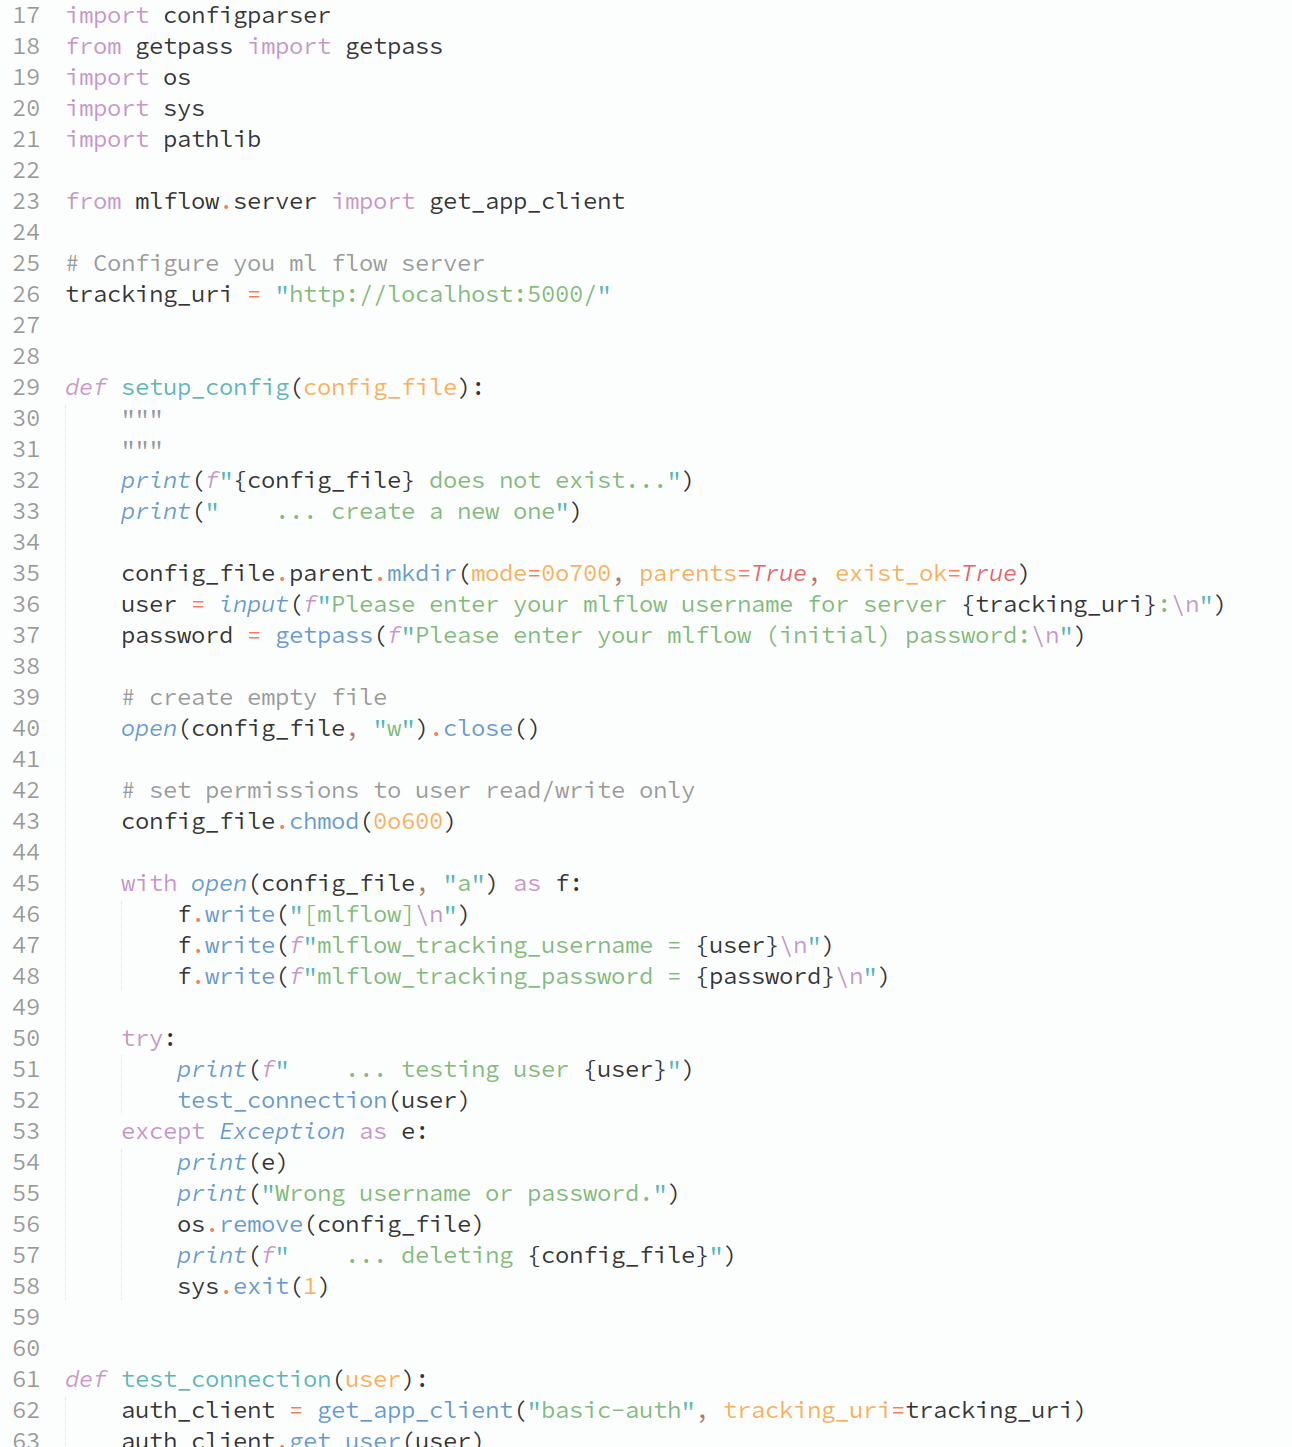 17 import configparser
18 from getpass import getpass
19 import os
20 import sys
21 import pathlib
22
23 from mlflow.server import get_app_client
24
25 # Configure you ml flow server
26 tracking_uri = "http://localhost:5000/"
27
28
29 def setup_config(config_file):
30     """
31     """
32     print(f"{config_file} does not exist...")
33     print("    ... create a new one")
34
35     config_file.parent.mkdir(mode=0o700, parents=True, exist_ok=True)
36     user = input(f"Please enter your mlflow username for server {tracking_uri}:\n")
37     password = getpass(f"Please enter your mlflow (initial) password:\n")
38
39     # create empty file
40     open(config_file, "w").close()
41
42     # set permissions to user read/write only
43     config_file.chmod(0o600)
44
45     with open(config_file, "a") as f:
46         f.write("[mlflow]\n")
47         f.write(f"mlflow_tracking_username = {user}\n")
48         f.write(f"mlflow_tracking_password = {password}\n")
49
50     try:
51         print(f"    ... testing user {user}")
52         test_connection(user)
53     except Exception as e:
54         print(e)
55         print("Wrong username or password.")
56         os.remove(config_file)
57         print(f"    ... deleting {config_file}")
58         sys.exit(1)
59
60
61 def test_connection(user):
62     auth_client = get_app_client("basic-auth", tracking_uri=tracking_uri)
63     auth_client.get_user(user)